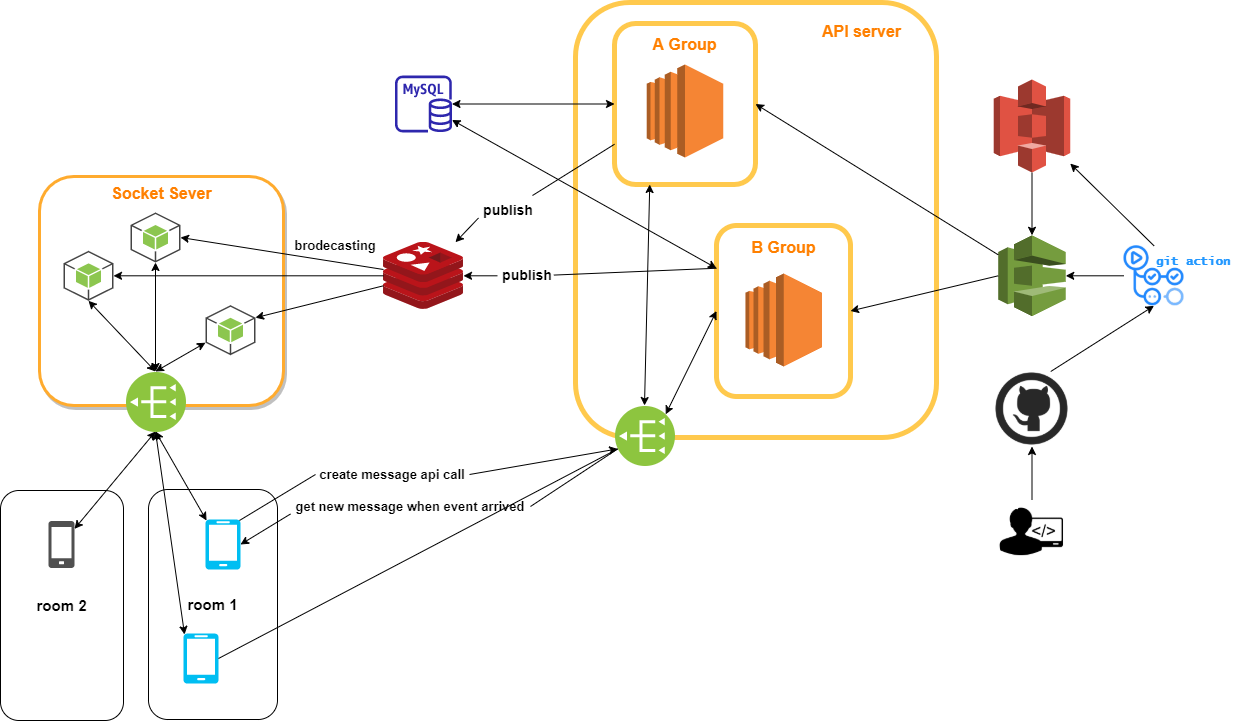 API server
A Group
MySQL
Socket Sever
publish
brodecasting
B Group
publish
git action
create message api call
get new message when event arrived
</>
room 2
room 1